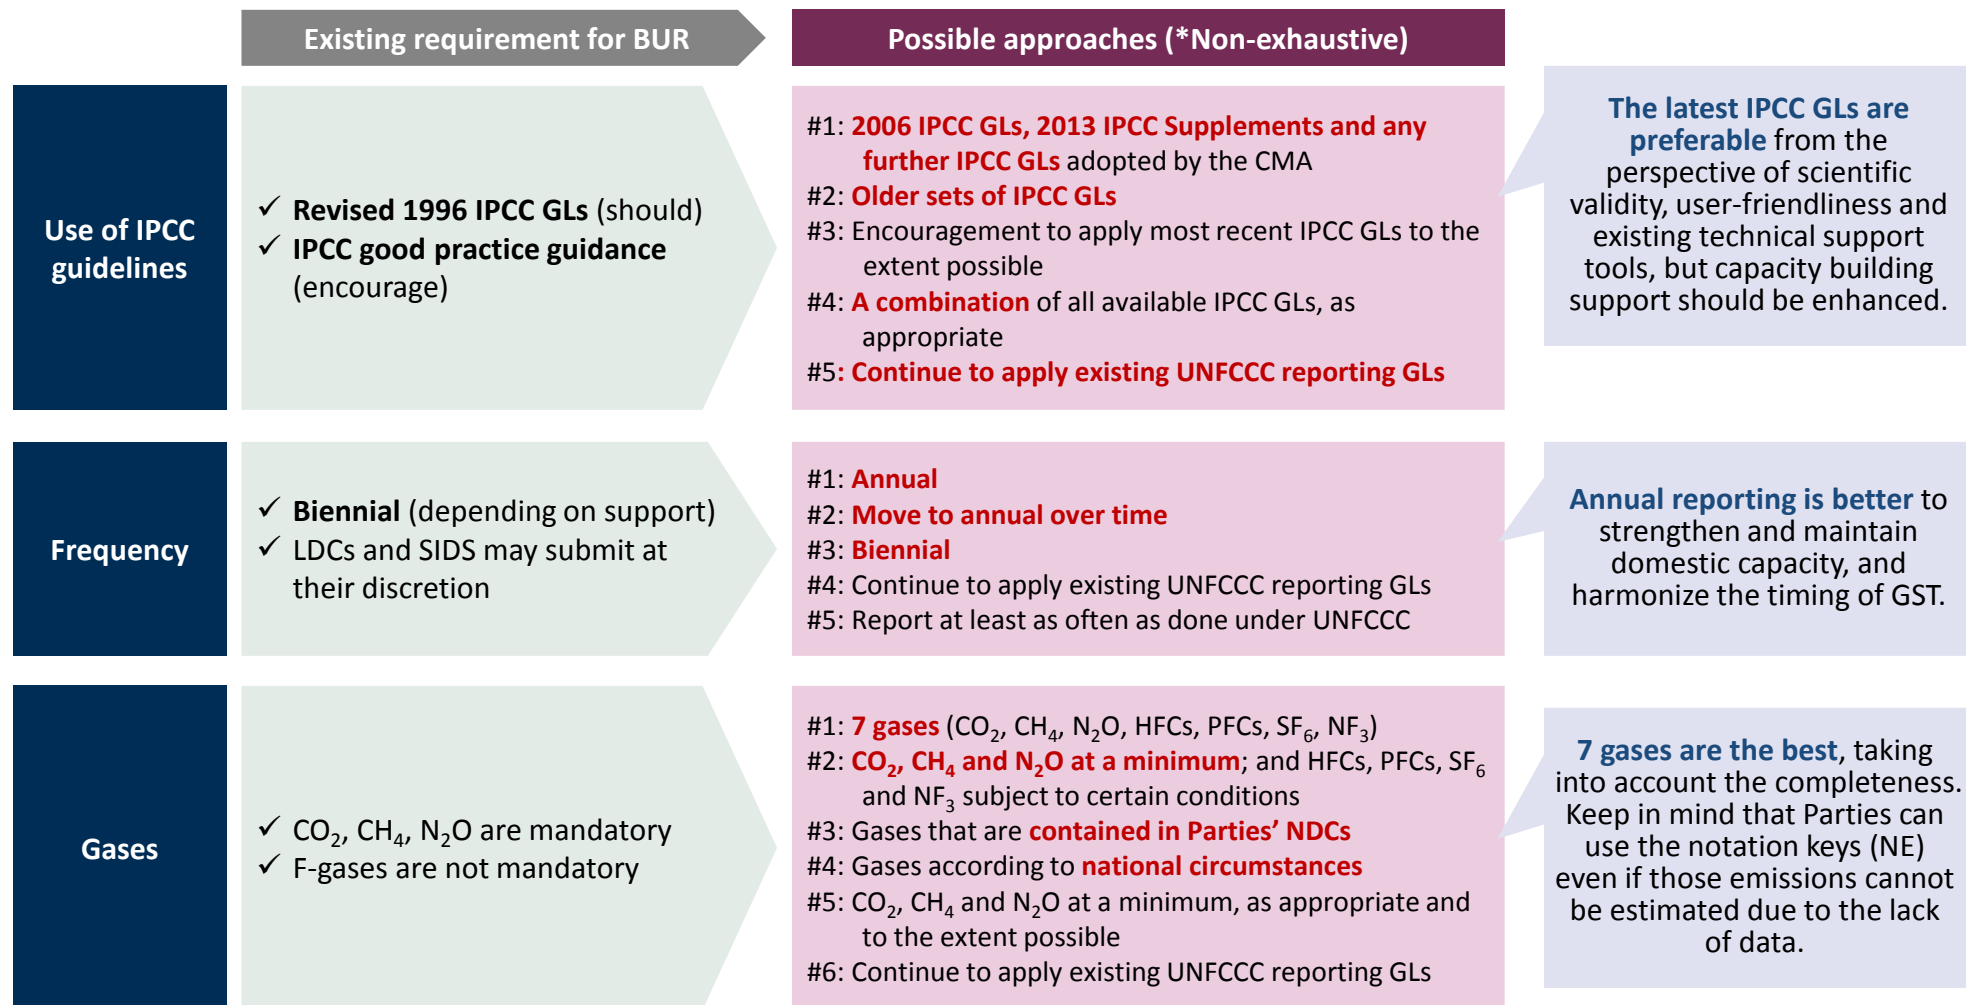 Existing requirement for BUR
Possible approaches (*Non-exhaustive)
Use of IPCC
guidelines
✓ Revised 1996 IPCC GLs (should)
✓ IPCC good practice guidance
(encourage)
#1: 2006 IPCC GLs, 2013 IPCC Supplements and any
further IPCC GLs adopted by the CMA
#2: Older sets of IPCC GLs
#3: Encouragement to apply most recent IPCC GLs to the
extent possible
#4: A combination of all available IPCC GLs, as
appropriate
#5: Continue to apply existing UNFCCC reporting GLs
The latest IPCC GLs are
preferable from the
perspective of scientific
validity, user-friendliness and
existing technical support
tools, but capacity building
support should be enhanced.
Frequency
✓ Biennial (depending on support)
✓ LDCs and SIDS may submit at
their discretion
#1: Annual
#2: Move to annual over time
#3: Biennial
#4: Continue to apply existing UNFCCC reporting GLs
#5: Report at least as often as done under UNFCCC
Annual reporting is better to
strengthen and maintain
domestic capacity, and
harmonize the timing of GST.
Gases
✓ CO₂, CH₄, N₂O are mandatory
✓ F-gases are not mandatory
#1: 7 gases (CO₂, CH₄, N₂O, HFCs, PFCs, SF₆, NF₃)
#2: CO₂, CH₄ and N₂O at a minimum; and HFCs, PFCs, SF₆
and NF₃ subject to certain conditions
#3: Gases that are contained in Parties’ NDCs
#4: Gases according to national circumstances
#5: CO₂, CH₄ and N₂O at a minimum, as appropriate and
to the extent possible
#6: Continue to apply existing UNFCCC reporting GLs
7 gases are the best, taking
into account the completeness.
Keep in mind that Parties can
use the notation keys (NE)
even if those emissions cannot
be estimated due to the lack
of data.